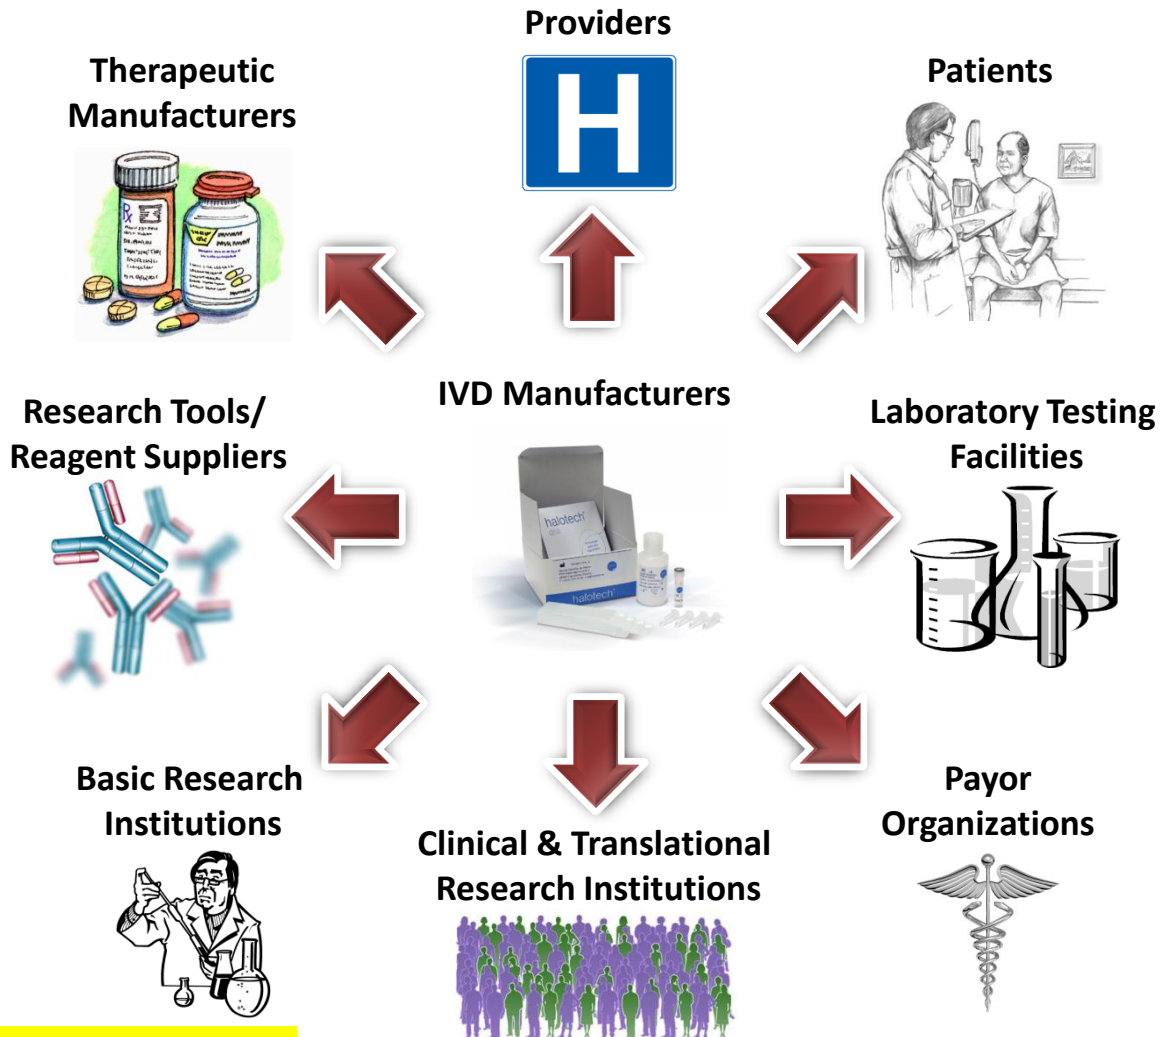 Providers
Therapeutic
Manufacturers
Patients
H
Rx
IVD Manufacturers
Research Tools/
Reagent Suppliers
Laboratory Testing
Facilities
halotech
halotech
Basic Research
Institutions
Clinical & Translational
Research Institutions
Payor
Organizations